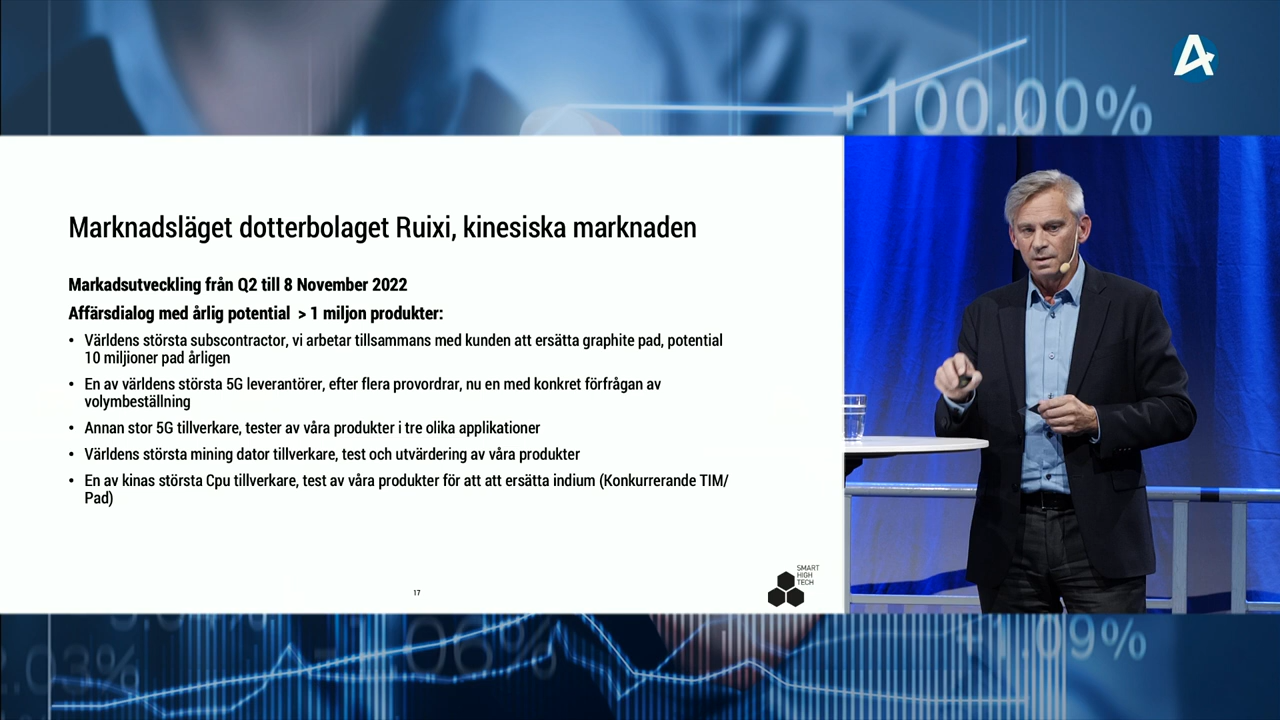 +100.00%
Marknadsläget dotterbolaget Ruixi, kinesiska marknaden
Markadsutveckling från Q2 till 8 November 2022
Affärsdialog med årlig potential > 1 miljon produkter:
• Världens största subscontractor, vi arbetar tillsammans med kunden att ersätta graphite pad, potential
10 miljioner pad årligen
• En av världens största 5G leverantörer, efter flera provordrar, nu en med konkret förfrågan av
volymbeställning
• Annan stor 5G tillverkare, tester av våra produkter i tre olika applikationer
• Världens största mining dator tillverkare, test och utvärdering av våra produkter
• En av kinas största Cpu tillverkare, test av våra produkter för att att ersätta indium (Konkurrerande TIM/
Pad)
SMART
HIGH
TECH
17
+1.09%